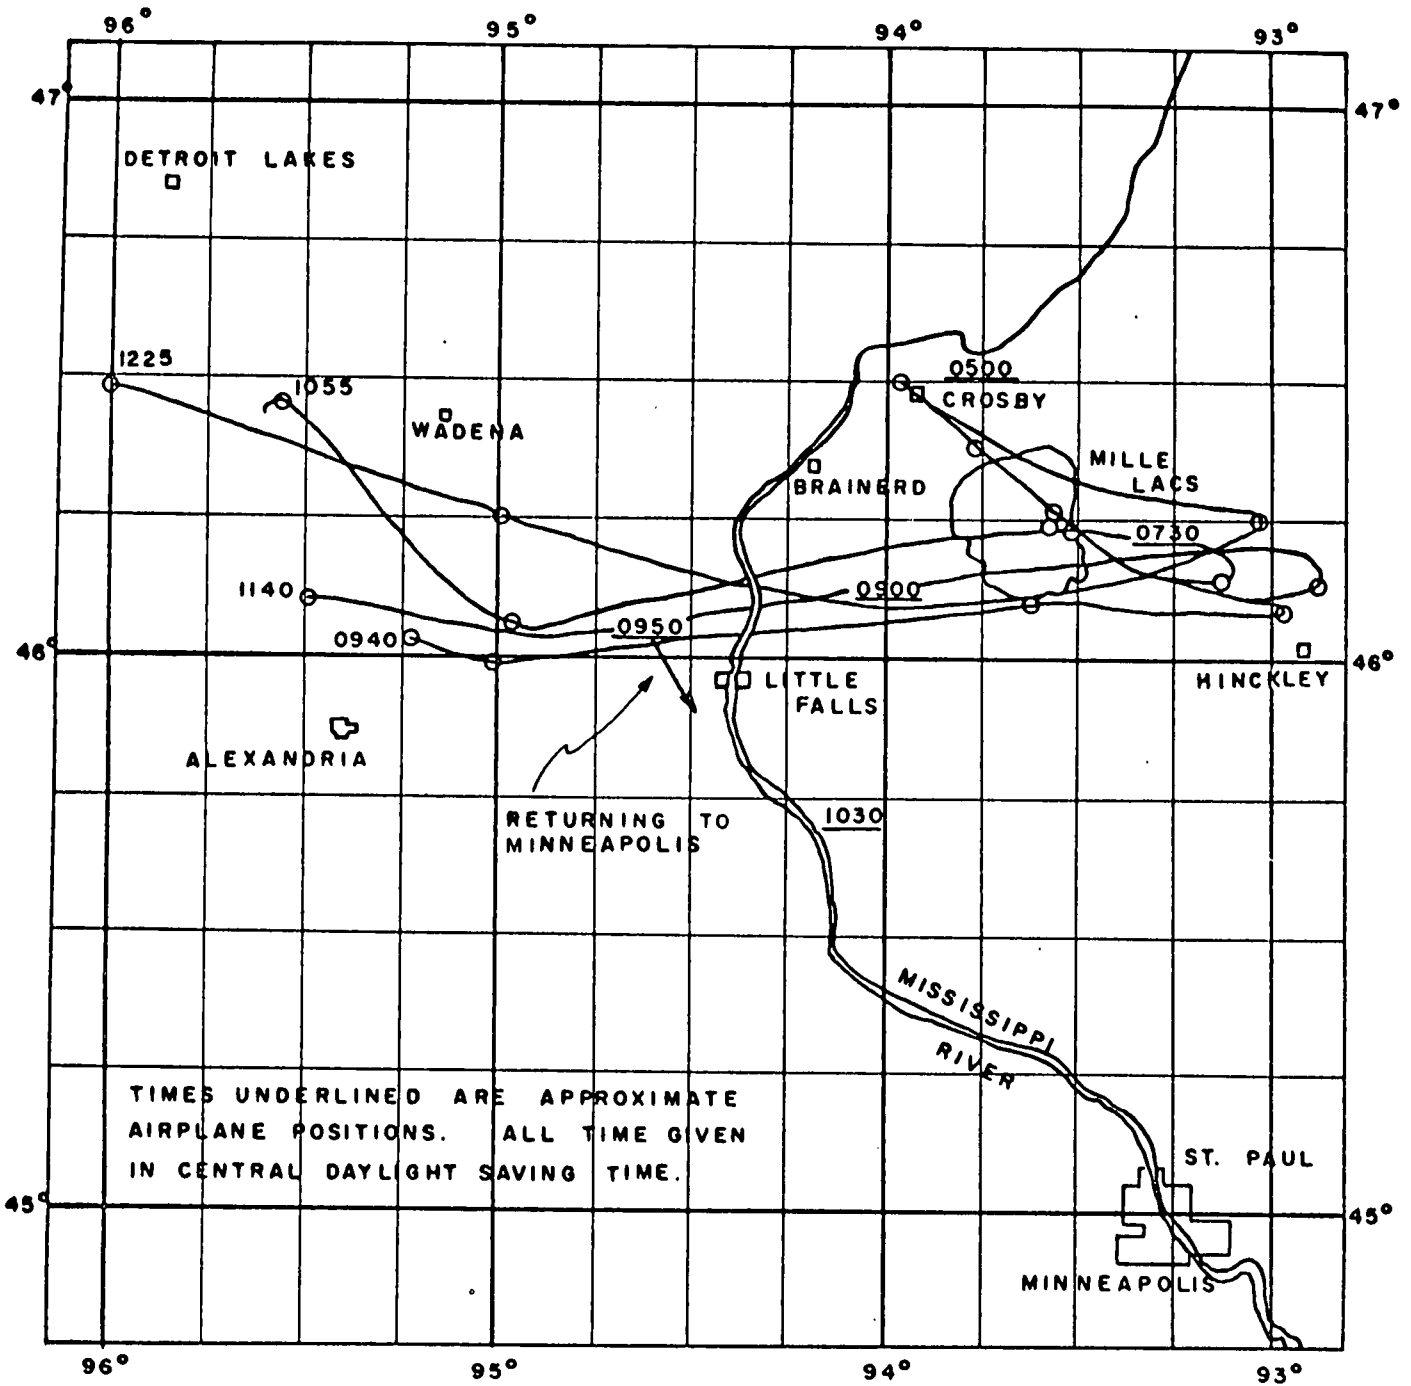 96° 95° 94° 93°
47° 47°
DETROIT LAKES
1225
1055
0500
CROSBY
WADENA
MILLE
LACS
BRAINERD
0730
1140
0900
0950
0940
46° 46°
LITTLE
FALLS
HINCKLEY
ALEXANDRIA
RETURNING TO
MINNEAPOLIS
1030
MISSISSIPPI
RIVER
TIMES UNDERLINED ARE APPROXIMATE
AIRPLANE POSITIONS. ALL TIME GIVEN
IN CENTRAL DAYLIGHT SAVING TIME.
ST. PAUL
45° 45°
MINNEAPOLIS
96° 95° 94° 93°